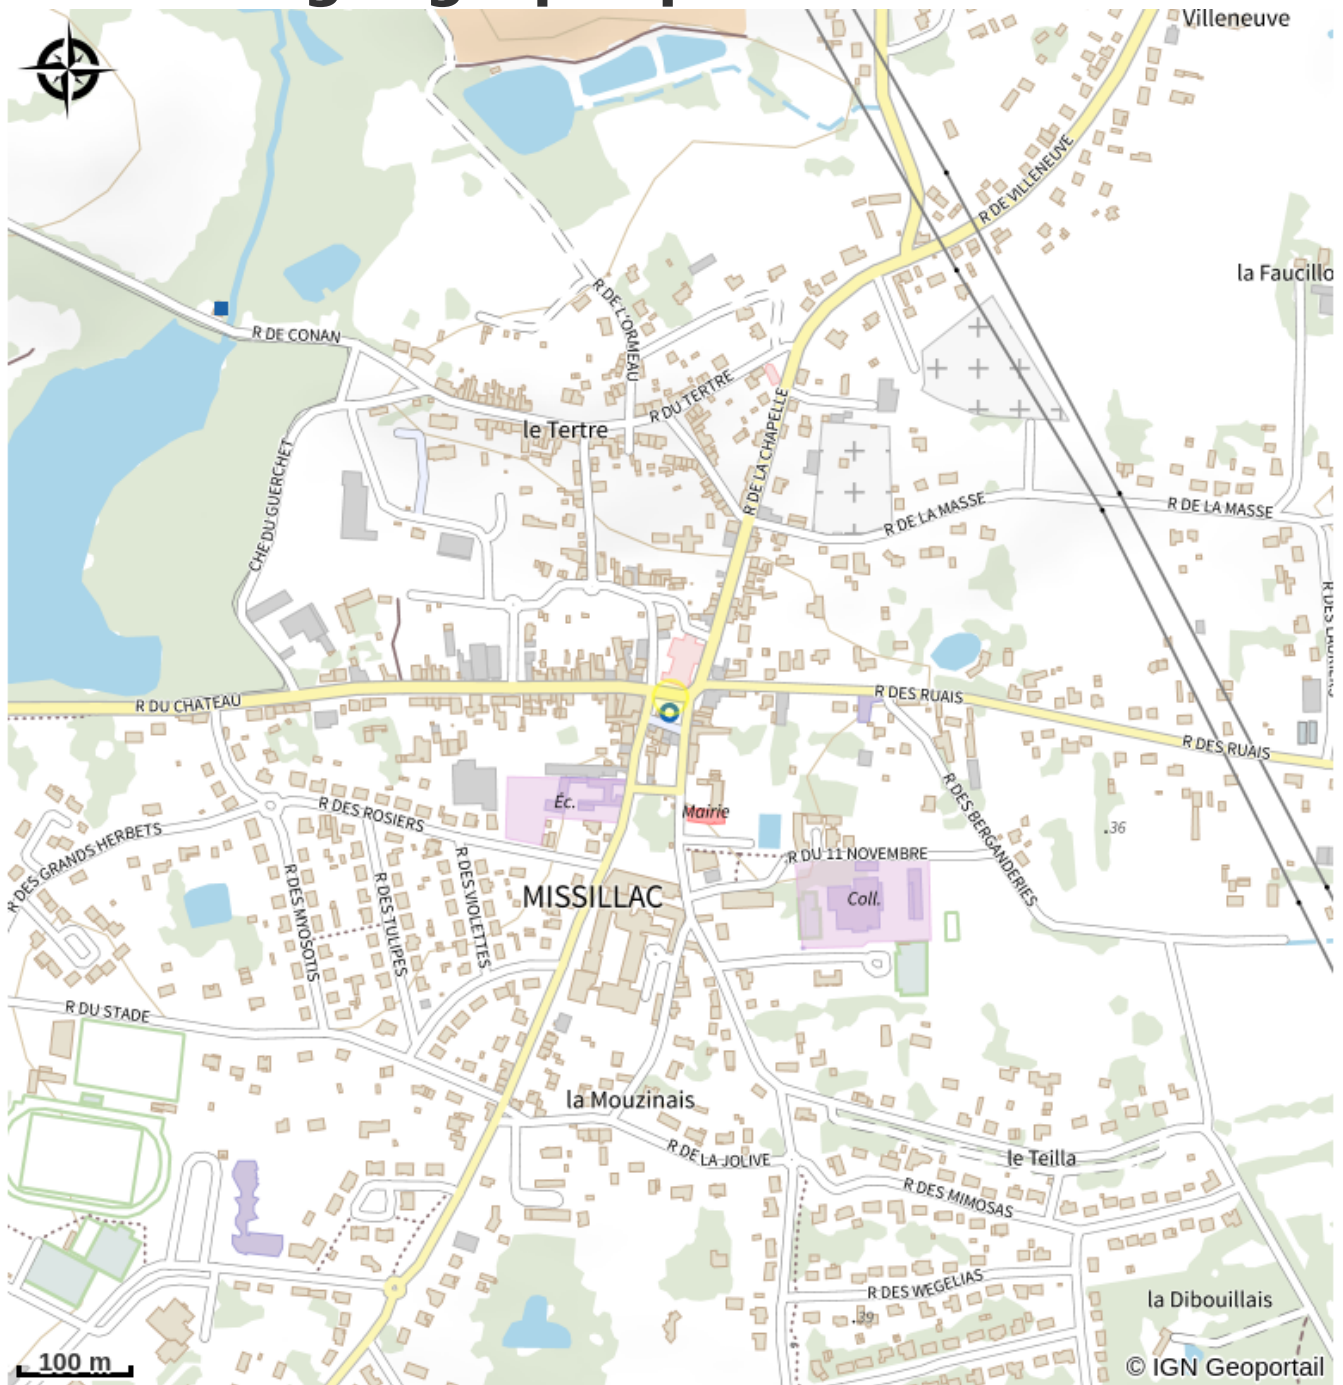 Villeneuve
R DE VILLENEUVE
la Faucillo
R DE CONAN
R DE L'ORMEAU
R DU TERTRE
le Tertre
R DE LA CHAPELLE
CHE DU GUERCHET
R DE LA MASSE
R DE LA MASSE
R DES LAURIERS
R DU CHATEAU
R DES RUAIS
R DES RUAIS
R DES ROSIERS
Éc.
Mairie
R DES BERGANDERIES
.36
R DES GRANDS HERBETS
R DU 11 NOVEMBRE
R DES MYOSOTIS
R DES TULIPES
R DES VIOLETTES
MISSILLAC
Coll.
R DU STADE
la Mouzinais
R DE LA JOLIVE
le Teilla
R DES MIMOSAS
R DES WEGELIAS
.39
la Dibouillais
100 m
© IGN Geoportail